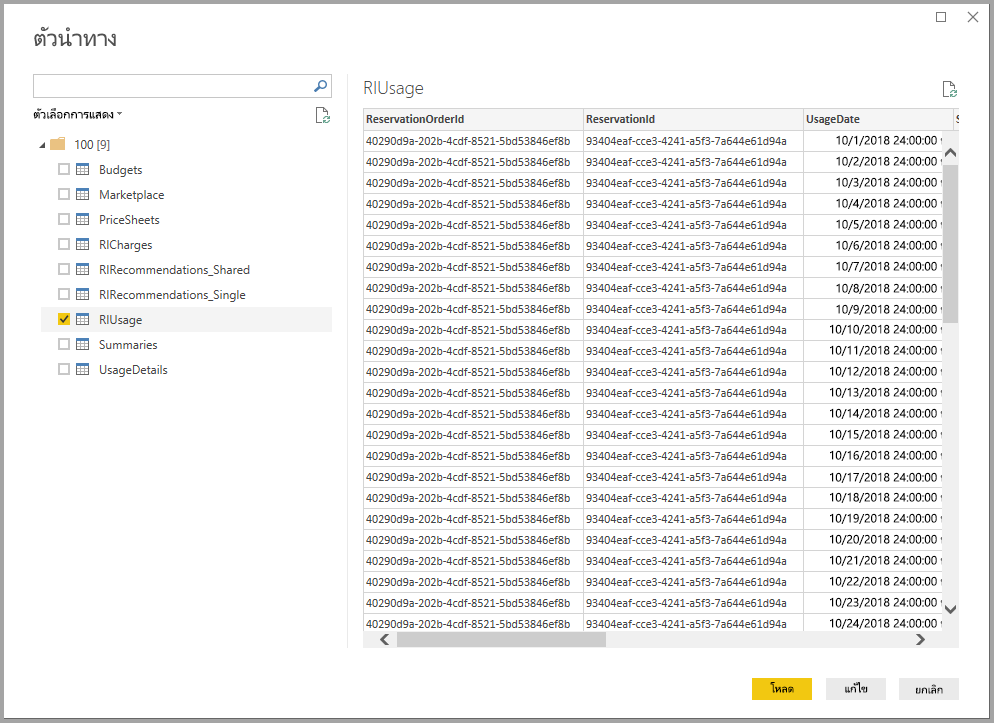 ตัวนำทาง
ตัวเลือกการแสดง
100 [9]
Budgets
Marketplace
PriceSheets
RICharges
RIRecommendations_Shared
RIRecommendations_Single
RIUsage
Summaries
UsageDetails
RIUsage
ReservationOrderId ReservationId UsageDate S
40290d9a-202b-4cdf-8521-5bd53846ef8b 93404eaf-cce3-4241-a5f3-7a644e61d94a 10/1/2018 24:00:00
40290d9a-202b-4cdf-8521-5bd53846ef8b 93404eaf-cce3-4241-a5f3-7a644e61d94a 10/2/2018 24:00:00
40290d9a-202b-4cdf-8521-5bd53846ef8b 93404eaf-cce3-4241-a5f3-7a644e61d94a 10/3/2018 24:00:00
40290d9a-202b-4cdf-8521-5bd53846ef8b 93404eaf-cce3-4241-a5f3-7a644e61d94a 10/4/2018 24:00:00
40290d9a-202b-4cdf-8521-5bd53846ef8b 93404eaf-cce3-4241-a5f3-7a644e61d94a 10/5/2018 24:00:00
40290d9a-202b-4cdf-8521-5bd53846ef8b 93404eaf-cce3-4241-a5f3-7a644e61d94a 10/6/2018 24:00:00
40290d9a-202b-4cdf-8521-5bd53846ef8b 93404eaf-cce3-4241-a5f3-7a644e61d94a 10/7/2018 24:00:00
40290d9a-202b-4cdf-8521-5bd53846ef8b 93404eaf-cce3-4241-a5f3-7a644e61d94a 10/8/2018 24:00:00
40290d9a-202b-4cdf-8521-5bd53846ef8b 93404eaf-cce3-4241-a5f3-7a644e61d94a 10/9/2018 24:00:00
40290d9a-202b-4cdf-8521-5bd53846ef8b 93404eaf-cce3-4241-a5f3-7a644e61d94a 10/10/2018 24:00:00
40290d9a-202b-4cdf-8521-5bd53846ef8b 93404eaf-cce3-4241-a5f3-7a644e61d94a 10/11/2018 24:00:00
40290d9a-202b-4cdf-8521-5bd53846ef8b 93404eaf-cce3-4241-a5f3-7a644e61d94a 10/12/2018 24:00:00
40290d9a-202b-4cdf-8521-5bd53846ef8b 93404eaf-cce3-4241-a5f3-7a644e61d94a 10/13/2018 24:00:00
40290d9a-202b-4cdf-8521-5bd53846ef8b 93404eaf-cce3-4241-a5f3-7a644e61d94a 10/14/2018 24:00:00
40290d9a-202b-4cdf-8521-5bd53846ef8b 93404eaf-cce3-4241-a5f3-7a644e61d94a 10/15/2018 24:00:00
40290d9a-202b-4cdf-8521-5bd53846ef8b 93404eaf-cce3-4241-a5f3-7a644e61d94a 10/16/2018 24:00:00
40290d9a-202b-4cdf-8521-5bd53846ef8b 93404eaf-cce3-4241-a5f3-7a644e61d94a 10/17/2018 24:00:00
40290d9a-202b-4cdf-8521-5bd53846ef8b 93404eaf-cce3-4241-a5f3-7a644e61d94a 10/18/2018 24:00:00
40290d9a-202b-4cdf-8521-5bd53846ef8b 93404eaf-cce3-4241-a5f3-7a644e61d94a 10/19/2018 24:00:00
40290d9a-202b-4cdf-8521-5bd53846ef8b 93404eaf-cce3-4241-a5f3-7a644e61d94a 10/20/2018 24:00:00
40290d9a-202b-4cdf-8521-5bd53846ef8b 93404eaf-cce3-4241-a5f3-7a644e61d94a 10/21/2018 24:00:00
40290d9a-202b-4cdf-8521-5bd53846ef8b 93404eaf-cce3-4241-a5f3-7a644e61d94a 10/22/2018 24:00:00
40290d9a-202b-4cdf-8521-5bd53846ef8b 93404eaf-cce3-4241-a5f3-7a644e61d94a 10/23/2018 24:00:00
40290d9a-202b-4cdf-8521-5bd53846ef8b 93404eaf-cce3-4241-a5f3-7a644e61d94a 10/24/2018 24:00:00
โหลด แก้ไข ยกเลิก